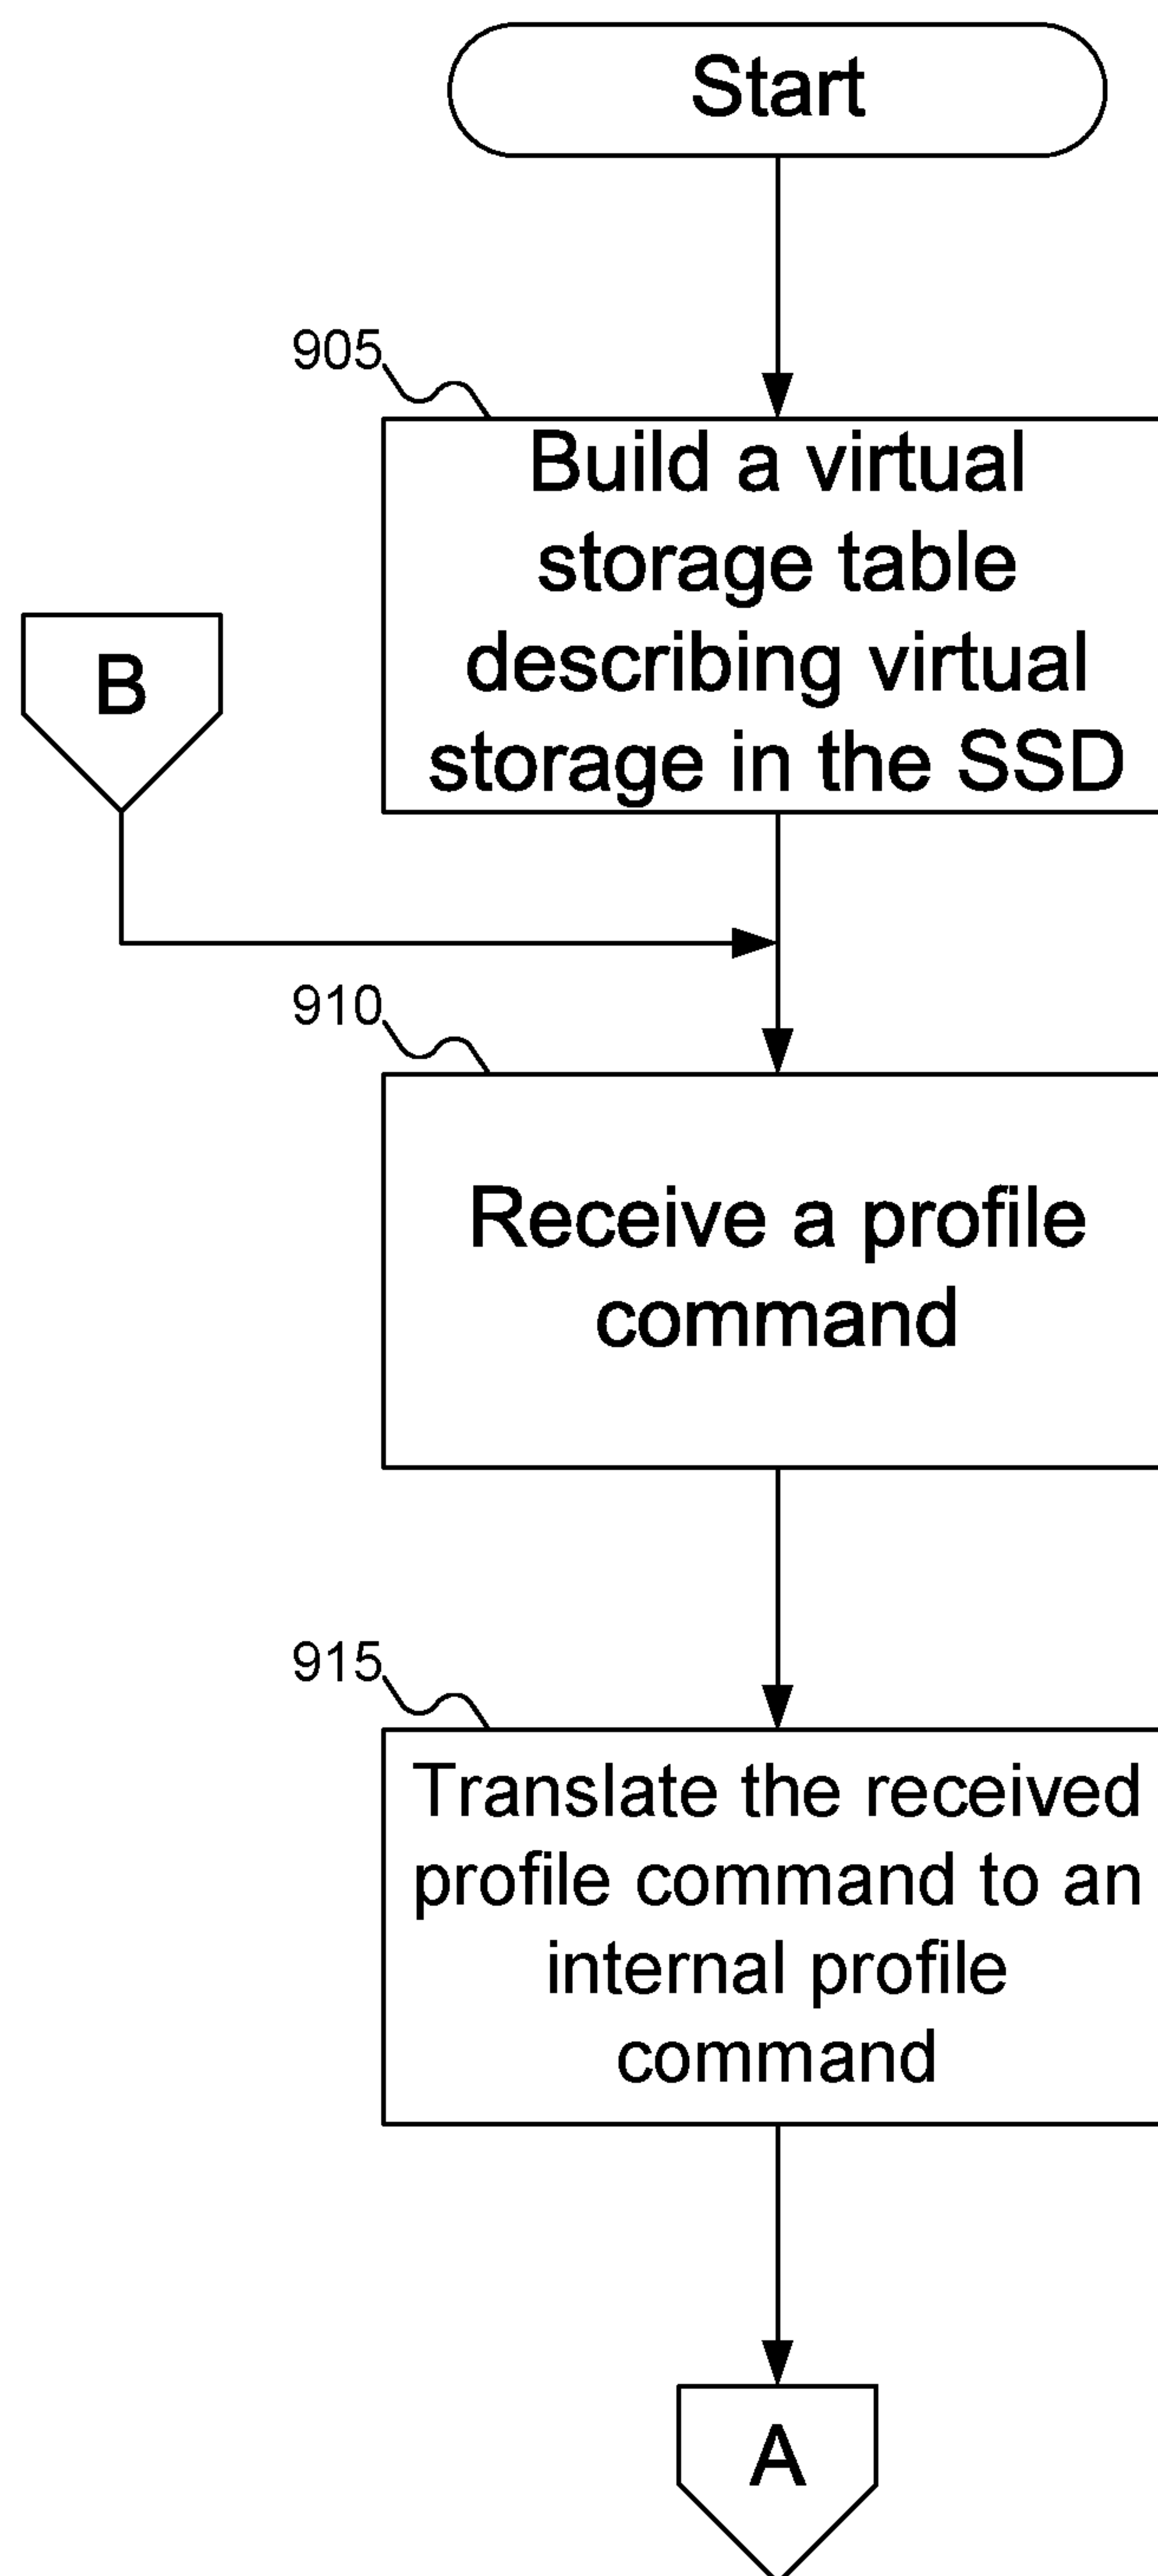 Start
905
Build a virtual
storage table
describing virtual
storage in the SSD
B
910
Receive a profile
command
915
Translate the received
profile command to an
internal profile
command
A